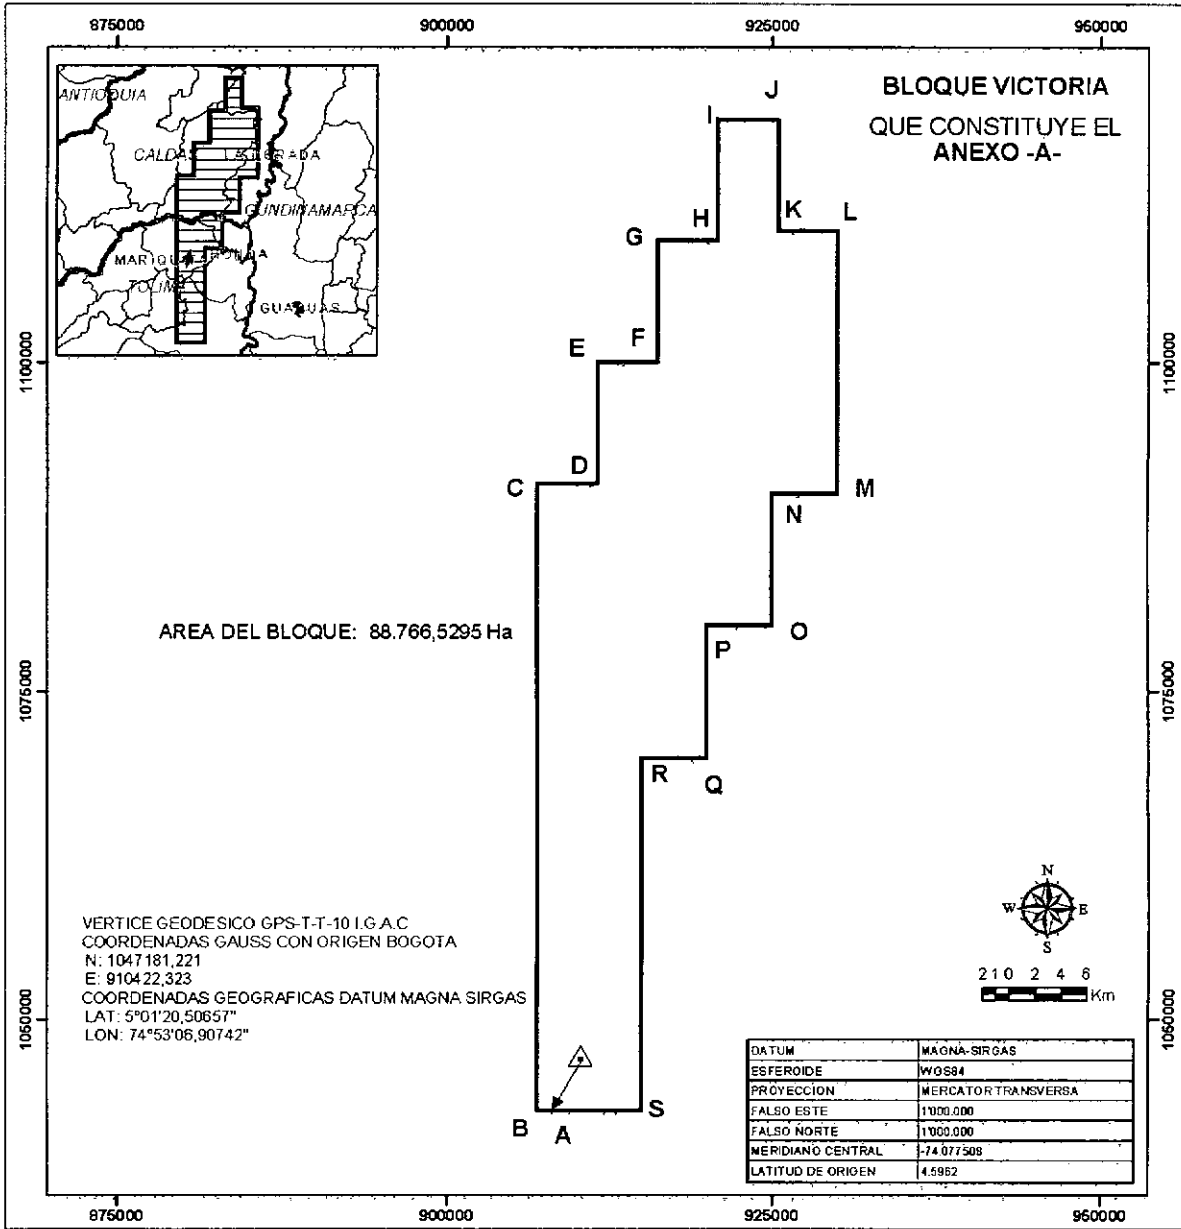 875000 900000 925000 950000
BLOQUE VICTORIA
QUE CONSTITUYE EL
ANEXO -A-
ANTIOQUIA
CALDAS
CUNDINAMARCA
TOLIMA
GUADUAS
J
I
K
L
H
G
F
E
D
C
M
N
O
P
Q
R
S
B
A
1100000
1100000
1075000
1075000
1050000
1050000
AREA DEL BLOQUE: 88.766,5295 Ha
VERTICE GEODESICO GPS-T-T-10 I.G.A.C
COORDENADAS GAUSS CON ORIGEN BOGOTA
N: 1047181,221
E: 910422,323
COORDENADAS GEOGRAFICAS DATUM MAGNA SIRGAS
LAT: 5°01'20,50657"
LON: 74°53'06,90742"
N
W E
S
2 1 0 2 4 6
Km
DATUM MAGNA-SIRGAS
ESFEROIDE WGS84
PROYECCION MERCATOR TRANSVERSA
FALSO ESTE 1'000.000
FALSO NORTE 1'000.000
MERIDIANO CENTRAL -74.077508
LATITUD DE ORIGEN 4.5962
875000 900000 925000 950000